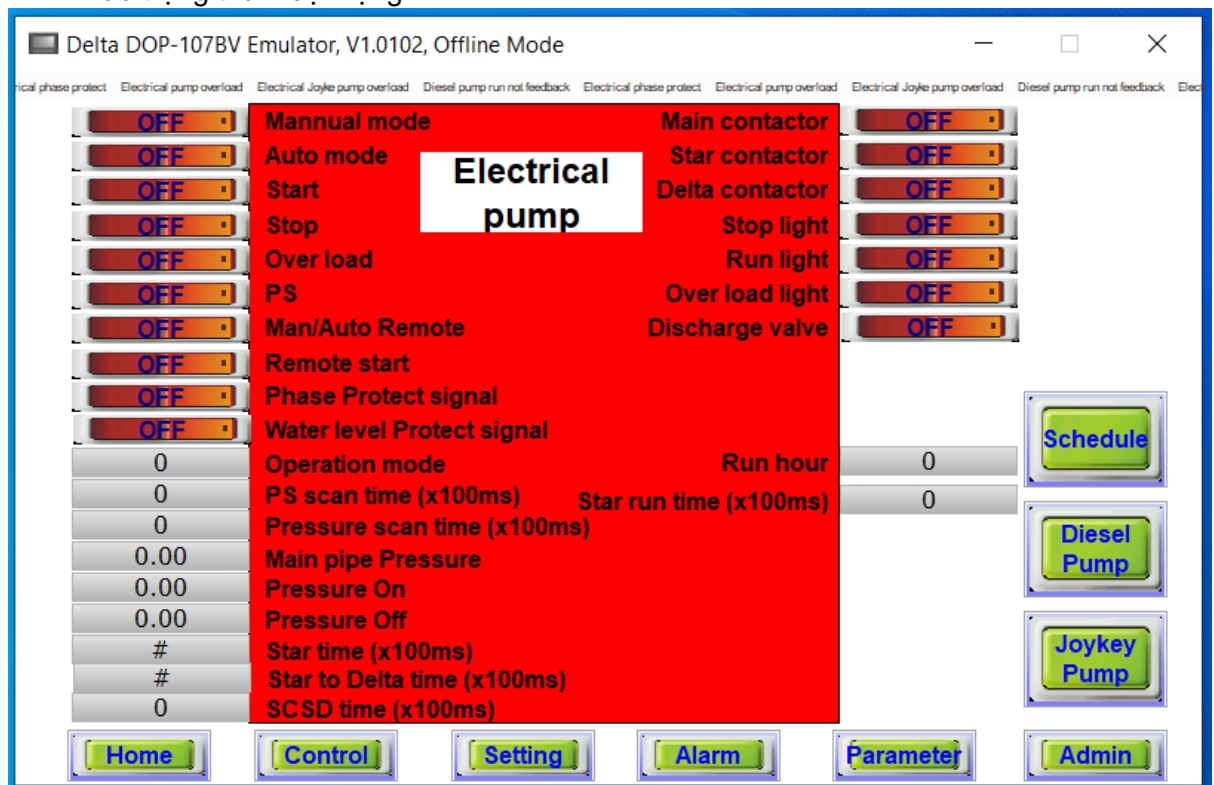 Delta DOP-107BV Emulator, V1.0102, Offline Mode
rical phase protect Electrical pump overload Electrical Joyke pump overload Diesel pump run not feedback Electrical phase protect Electrical pump overload Electrical Joyke pump overload Diesel pump run not feedback Elec
OFF Mannual mode Main contactor OFF
OFF Auto mode Star contactor OFF
Electrical
pump
OFF Start Delta contactor OFF
OFF Stop Stop light OFF
OFF Over load Run light OFF
OFF PS Over load light OFF
OFF Man/Auto Remote Discharge valve OFF
OFF Remote start
OFF Phase Protect signal
OFF Water level Protect signal
Schedule
0 Operation mode Run hour 0
0 PS scan time (x100ms) Star run time (x100ms) 0
0 Pressure scan time (x100ms)
Diesel
Pump
0.00 Main pipe Pressure
0.00 Pressure On
0.00 Pressure Off
# Star time (x100ms)
# Star to Delta time (x100ms)
Joykey
Pump
0 SCSD time (x100ms)
Home Control Setting Alarm Parameter Admin